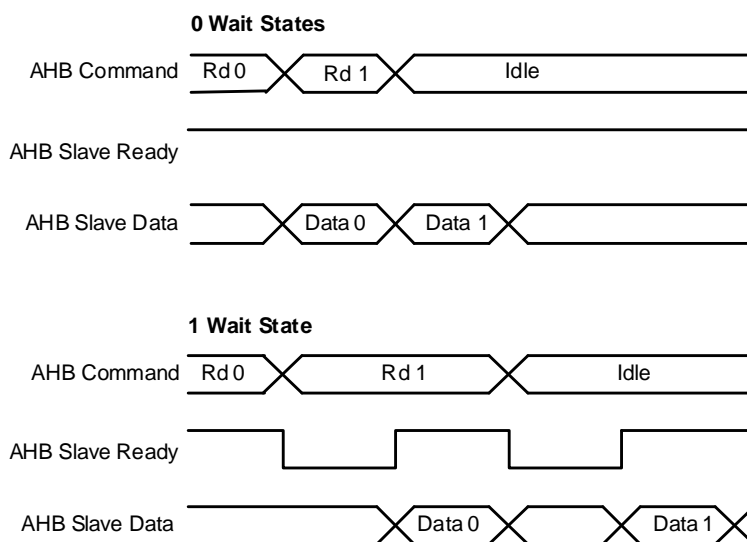 0 Wait States
AHB Command Rd 0 Rd 1 Idle
AHB Slave Ready
AHB Slave Data Data 0 Data 1
1 Wait State
AHB Command Rd 0 Rd 1 Idle
AHB Slave Ready
AHB Slave Data Data 0 Data 1